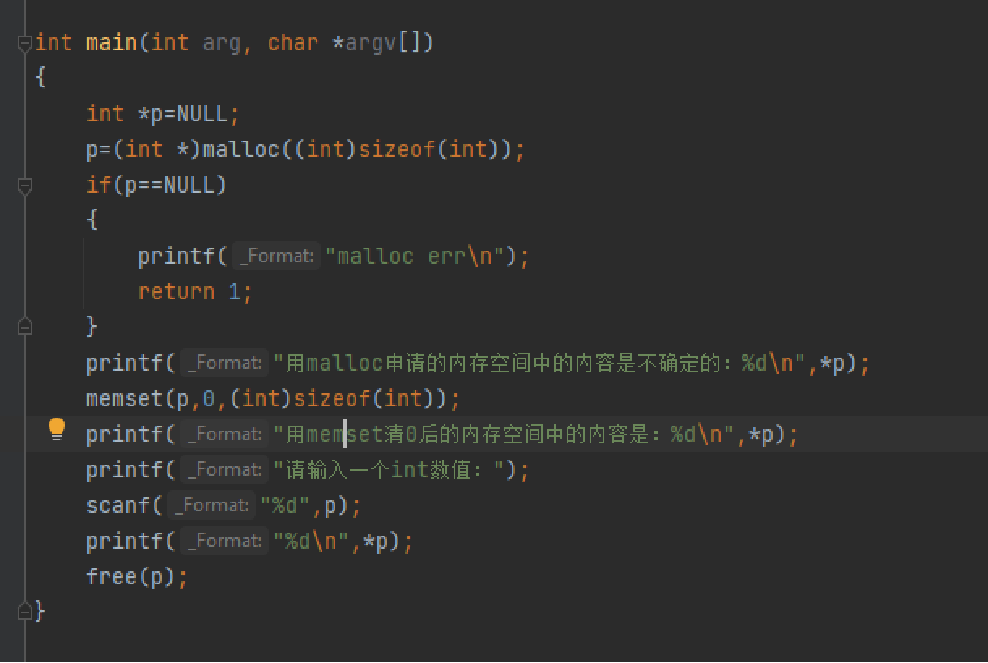 int main(int arg, char *argv[])
{
int *p=NULL;
p=(int *)malloc((int)sizeof(int));
if(p==NULL)
{
printf( _Format: "malloc err\n");
return 1;
}
printf( _Format: "用malloc申请的内存空间中的内容是不确定的：%d\n",*p);
memset(p,0,(int)sizeof(int));
printf( _Format: "用memset清0后的内存空间中的内容是：%d\n",*p);
printf( _Format: "请输入一个int数值：");
scanf( _Format: "%d",p);
printf( _Format: "%d\n",*p);
free(p);
}